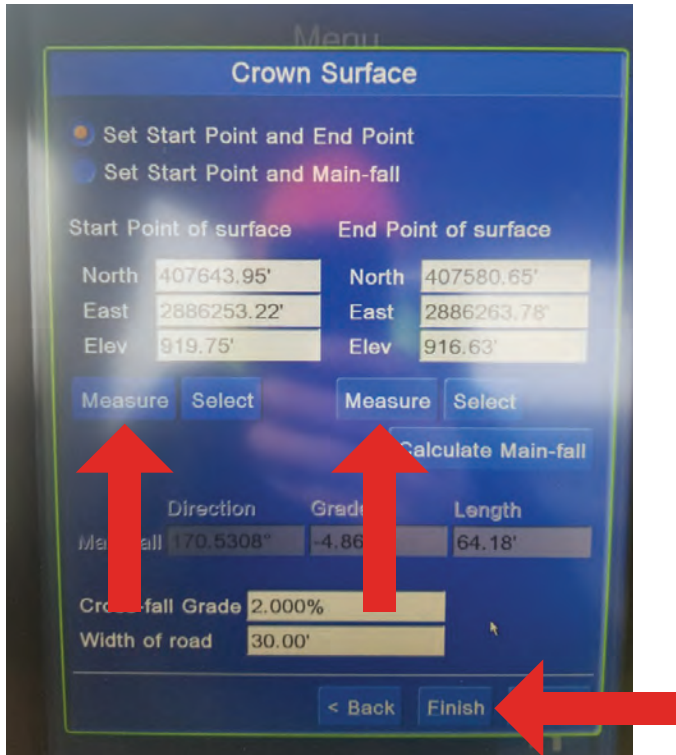 Menu
Crown Surface
Set Start Point and End Point
Set Start Point and Main-fall
Start Point of surface End Point of surface
North 407643.95' North 407580.65'
East 2886253.22' East 2886263.78'
Elev 919.75' Elev 916.63'
Measure Select Measure Select
Calculate Main-fall
Direction Length
170.5308° -4.86 64.18'
Grade 2.000%
Width of road 30.00'
< Back Finish